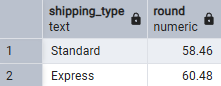 shipping_type round
text numeric
1 Standard 58.46
2 Express 60.48